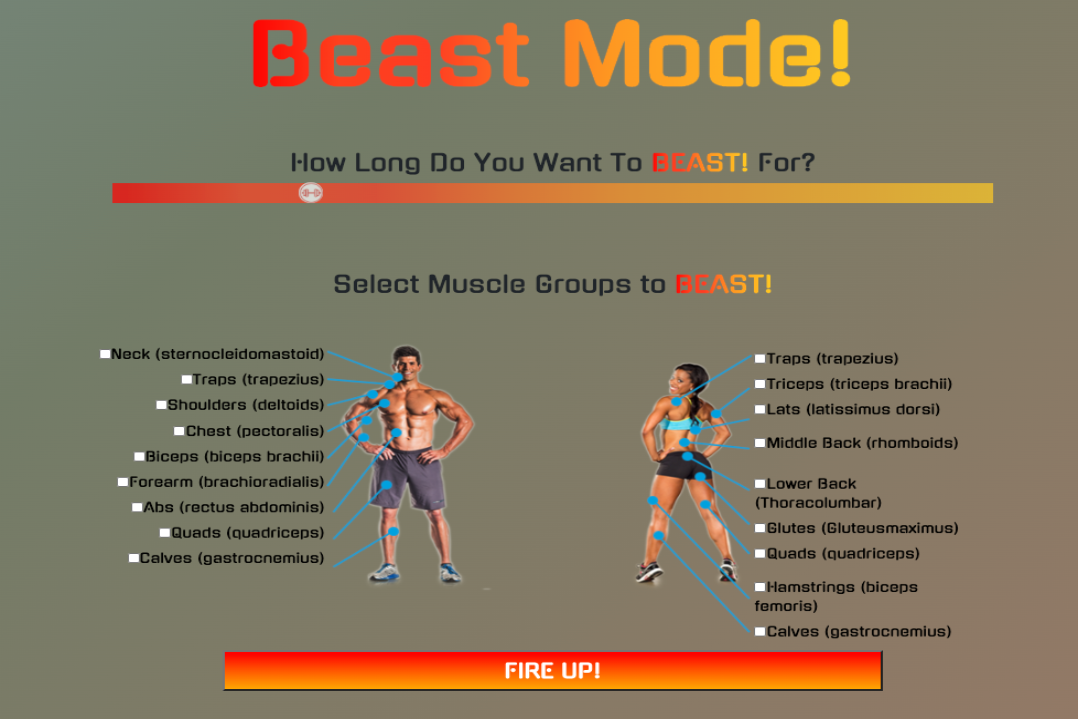 Beast Mode!
How Long Do You Want To BEAST! For?
Select Muscle Groups to BEAST!
Neck (sternocleidomastoid)
Traps (trapezius)
Shoulders (deltoids)
Chest (pectoralis)
Biceps (biceps brachii)
Forearm (brachioradialis)
Abs (rectus abdominis)
Quads (quadriceps)
Calves (gastrocnemius)
Traps (trapezius)
Triceps (triceps brachii)
Lats (latissimus dorsi)
Middle Back (rhomboids)
Lower Back
(Thoracolumbar)
Glutes (Gluteusmaximus)
Quads (quadriceps)
Hamstrings (biceps
femoris)
Calves (gastrocnemius)
FIRE UP!